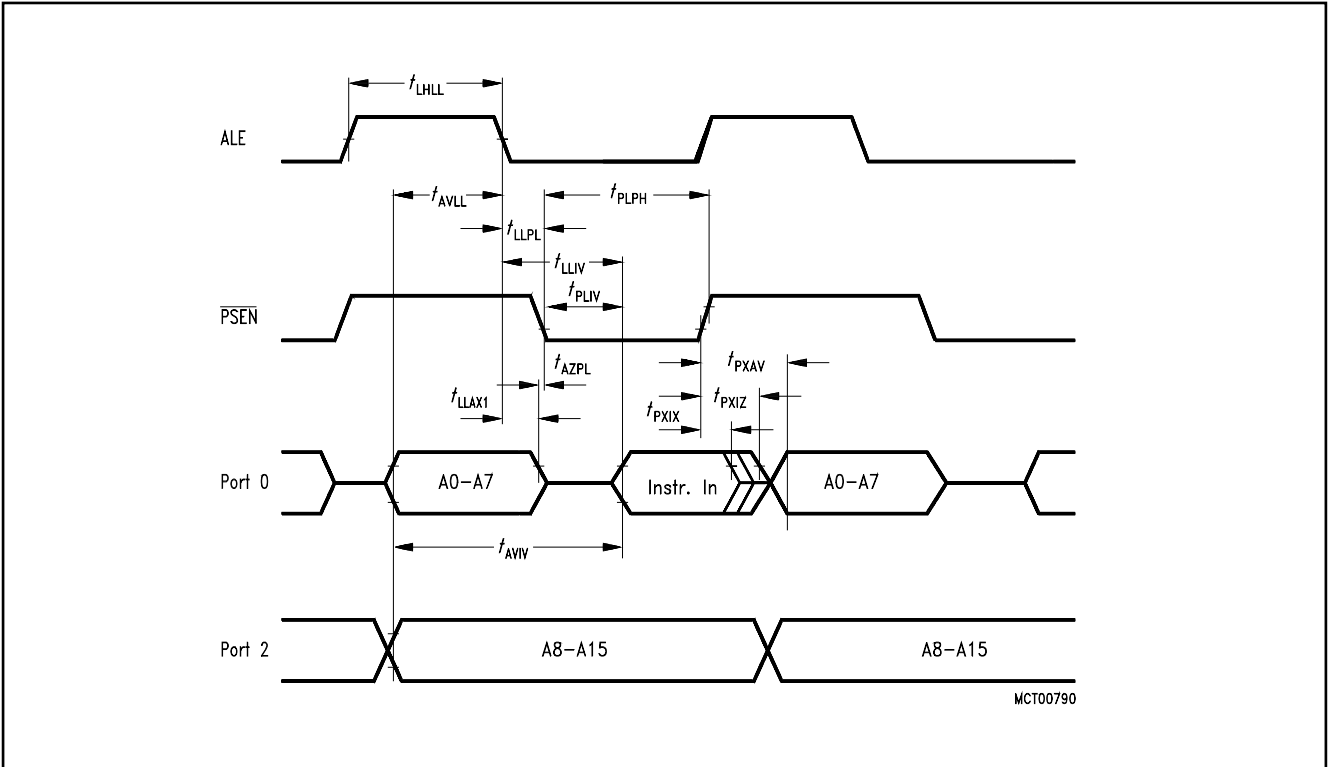 tLHLL
ALE
tAVLL
tPLPH
tLLPL
tLLIV
tPLIV
PSEN
tPXAV
tAZPL
tLLAX1
tPXIZ
tPXIX
Port 0
A0-A7
Instr. In
A0-A7
tAVIV
Port 2
A8-A15
A8-A15
MCT00790